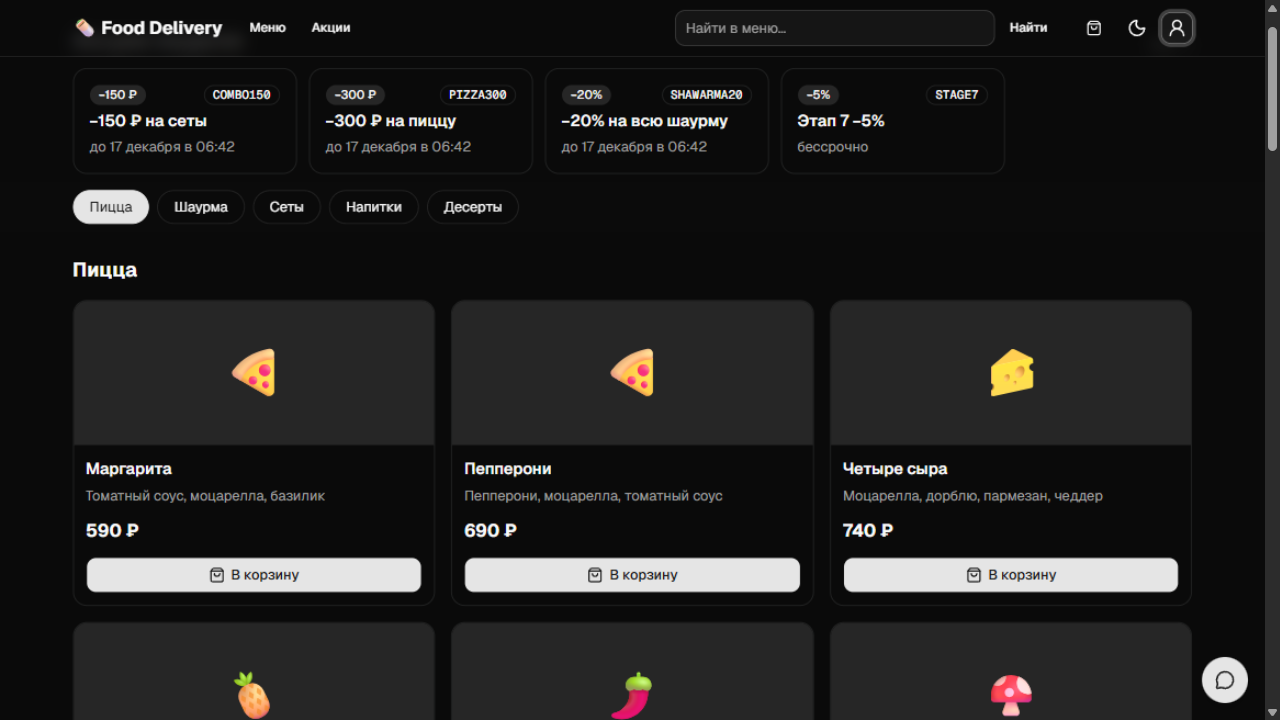 Food Delivery Меню Акции Найти в меню… Найти
−150 ₽ COMBO150
−150 ₽ на сеты
до 17 декабря в 06:42
−300 ₽ PIZZA300
−300 ₽ на пиццу
до 17 декабря в 06:42
−20% SHAWARMA20
−20% на всю шаурму
до 17 декабря в 06:42
−5% STAGE7
Этап 7 −5%
бессрочно
Пицца Шаурма Сеты Напитки Десерты
Пицца
Маргарита
Томатный соус, моцарелла, базилик
590 ₽
В корзину
Пепперони
Пепперони, моцарелла, томатный соус
690 ₽
В корзину
Четыре сыра
Моцарелла, дорблю, пармезан, чеддер
740 ₽
В корзину